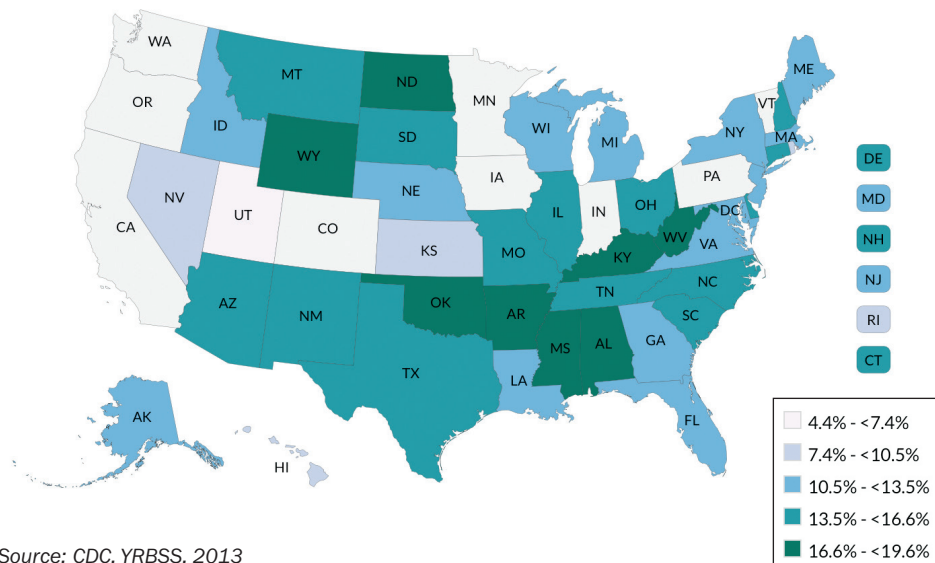 WA
MT
ND
MN
ME
VT
OR
ID
SD
WI
MI
NY
MA
WY
DE
NE
IA
PA
MD
NV
UT
CO
IL
IN
OH
DC
NH
CA
KS
MO
WV
VA
KY
NJ
AZ
NM
OK
AR
TN
NC
RI
MS
AL
GA
SC
CT
TX
LA
FL
AK
HI
4.4% - <7.4%
7.4% - <10.5%
10.5% - <13.5%
13.5% - <16.6%
16.6% - <19.6%
Source: CDC, YRBSS, 2013